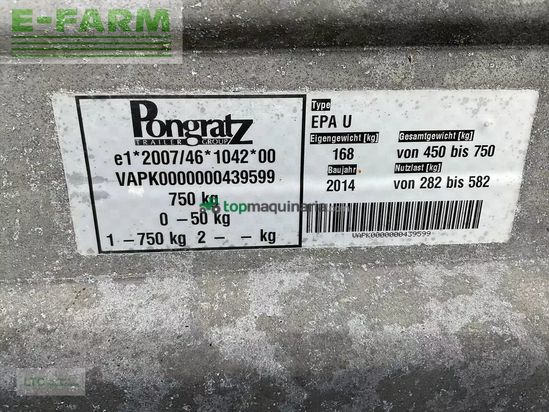 E-FARM
Pongratz
TRAILER GROUP
e1*2007/46*1042*00
VAPK0000000439599
750 kg
0 – 50 kg
1 – 750 kg 2 – – kg
Type
EPA U
Eigengewicht [kg] Gesamtgewicht [kg]
168 von 450 bis 750
Baujahr Nutzlast [kg]
2014 von 282 bis 582
VAPK0000000439599
topmaquinaria.com
LTC